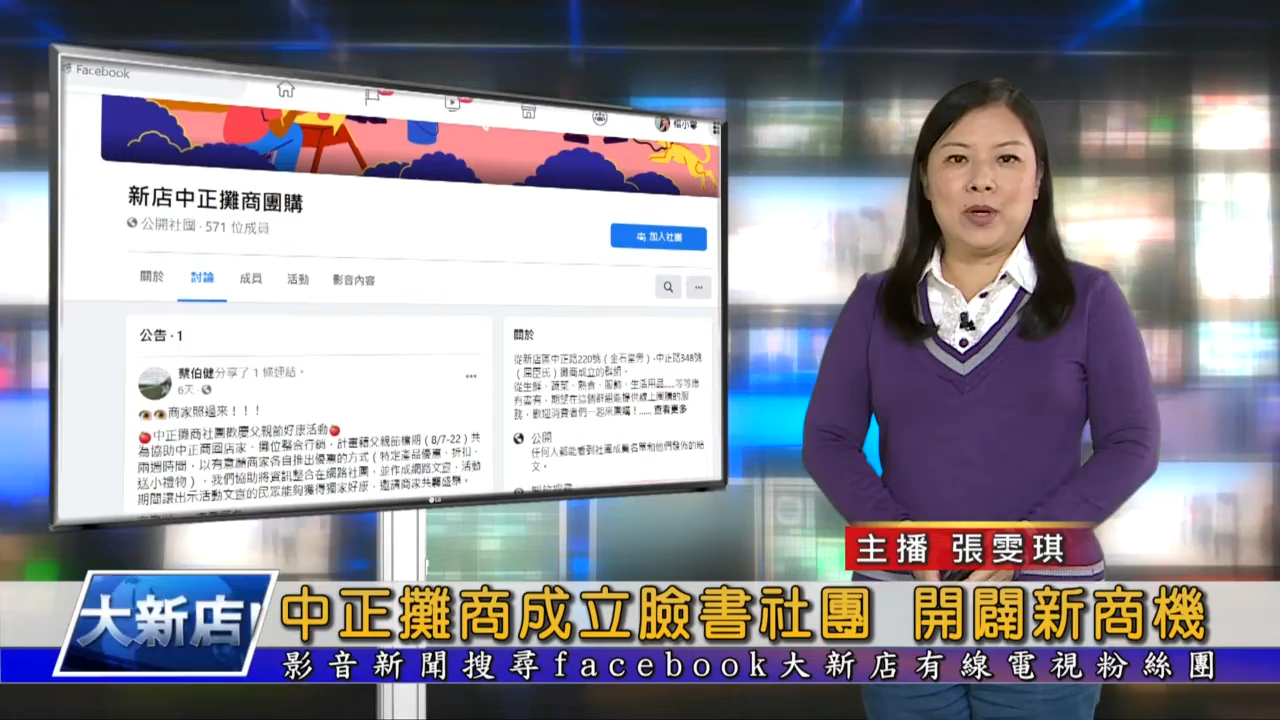 Facebook
楊小琴
新店中正攤商團購
公開社團 · 571 位成員
加入社團
關於 討論 成員 活動 影音內容
公告 · 1
蔡伯健分享了 1 條連結。
6天
商家照過來！！！
中正攤商社團歡慶父親節好康活動
為協助中正商圈店家、攤位整合行銷，計畫藉父親節檔期（8/7-22）共
兩週時間，以有意願商家各自推出優惠的方式（特定產品優惠、折扣、
送小禮物），我們協助將資訊整合在網路社團，並作成網路文宣，活動
期間讓出示活動文宣的民眾能夠獲得獨家好康，邀請商家共襄盛舉。
關於
從新店區中正路220號（金石堂旁）-中正路348號
（屈臣氏）攤商成立的群組。
從生鮮、蔬菜、熟食、服飾、生活用品.....等等應
有盡有，期望在這個群組能提供線上團購的服
務，歡迎消費者們一起來團購！...... 查看更多
公開
任何人都能看到社團成員名單和他們發佈的貼
文。
LG
主播 張雯琪
大新店
中正攤商成立臉書社團 開闢新商機
影音新聞搜尋facebook大新店有線電視粉絲團